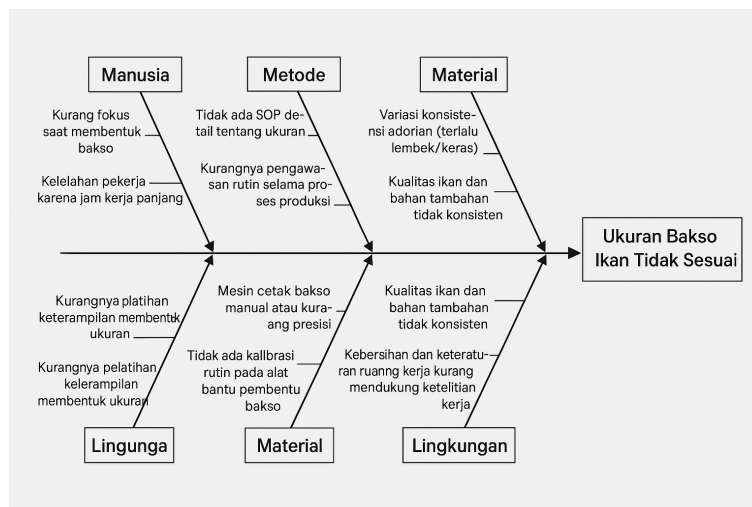 Manusia
Metode
Material
Kurang fokus
saat membentuk
bakso
Kelelahan pekerja
karena jam kerja panjang
Tidak ada SOP de-
tail tentang ukuran
Kurangnya pengawa-
san rutin selama pro-
ses produksi
Variasi konsiste-
nsi adorian (terlalu
lembek/keras)
Kualitas ikan dan
bahan tambahan
tidak konsisten
Ukuran Bakso
Ikan Tidak Sesuai
Kurangnya platihan
keterampilan membentuk
ukuran
Kurangnya pelatihan
kelerampilan
membentuk ukuran
Mesin cetak bakso
manual atau kura-
ang presisi
Tidak ada kallbrasi
rutin pada alat
bantu pembentu
bakso
Kualitas ikan dan
bahan tambahan
tidak konsisten
Kebersihan dan keteratu-
ran ruanng kerja kurang
mendukung ketelitian
kerja
Lingunga
Material
Lingkungan